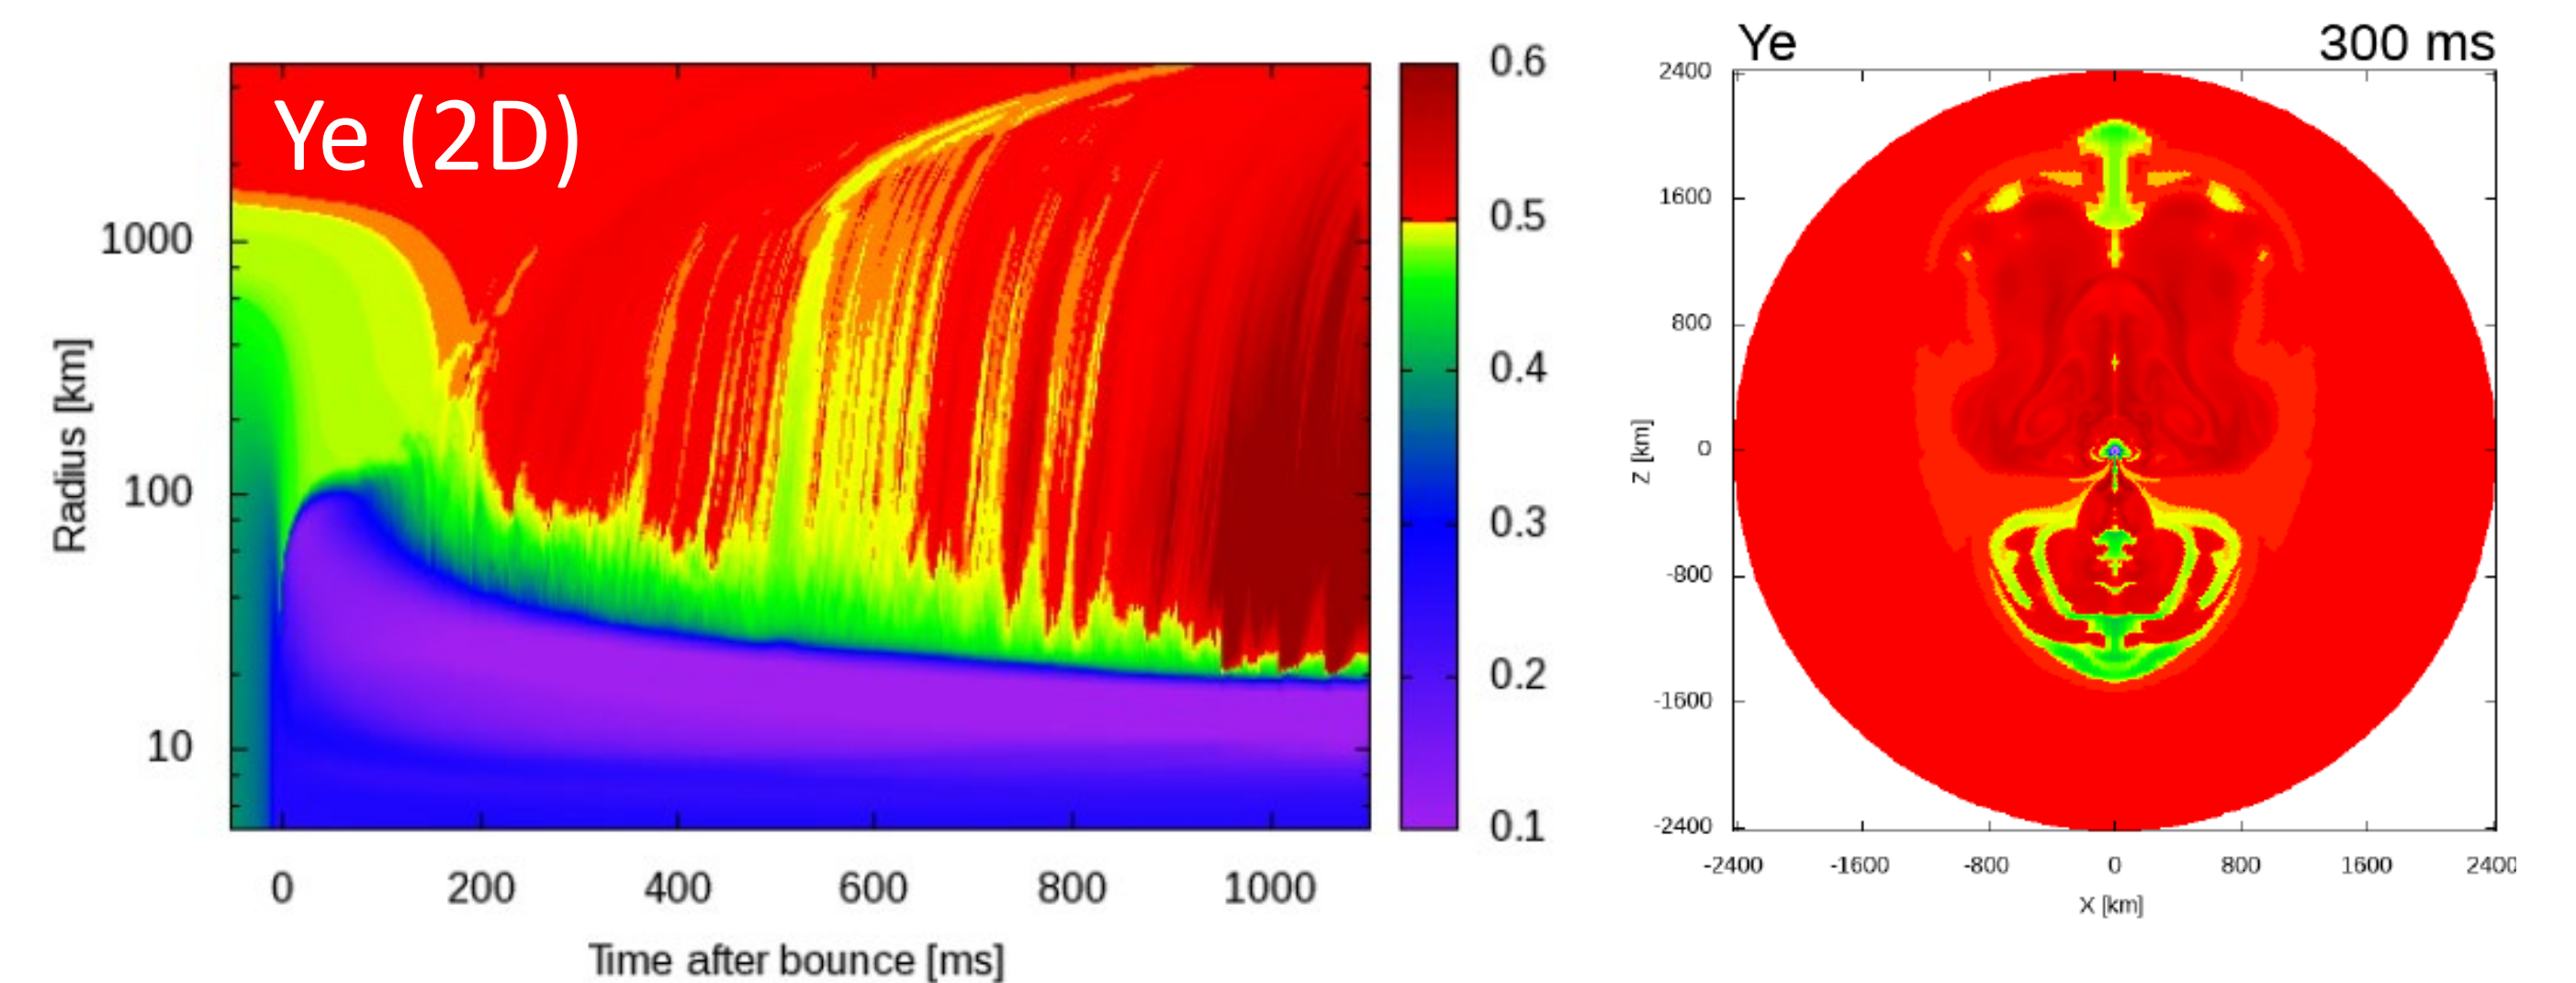 Ye (2D)
Radius [km]
1000
100
10
0 200 400 600 800 1000
Time after bounce [ms]
0.6
0.5
0.4
0.3
0.2
0.1
Ye 300 ms
Z [km]
2400
1600
800
0
-800
-1600
-2400
-2400 -1600 -800 0 800 1600 2400
X [km]